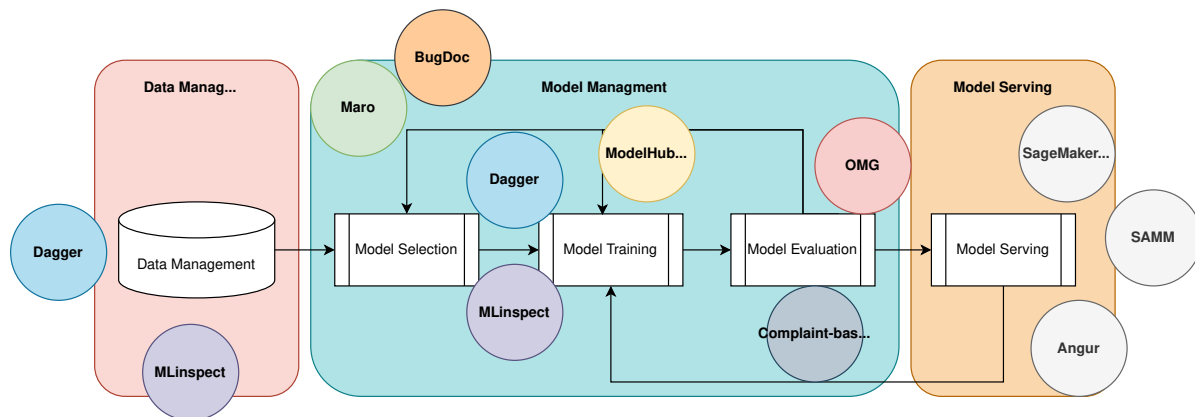 BugDoc
Data Manag...
Model Managment
Model Serving
Maro
ModelHub...
SageMaker...
Dagger
OMG
Dagger
Data Management
Model Selection
Model Training
Model Evaluation
Model Serving
SAMM
MLinspect
Complaint-bas...
Angur
MLinspect